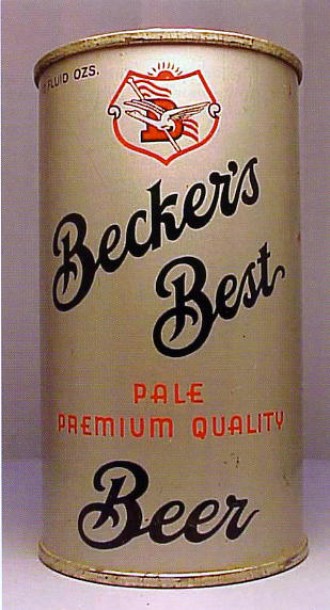 FLUID OZS.
B
Becker's
Best
PALE
PREMIUM QUALITY
Beer